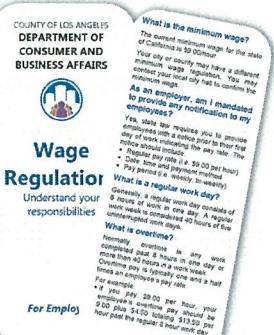 COUNTY OF LOS ANGELES
DEPARTMENT OF
CONSUMER AND
BUSINESS AFFAIRS
Wage
Regulation
Understand your
responsibilities
For Employ
What is the minimum wage?
The current minimum wage for the state
of California is $9.00/hour
Your city or county may have a different
minimum wage regulation. You may
contact your local city hall to confirm the
minimum wage.
As an employer, am I mandated
to provide any notification to my
employees?
Yes, state law requires you to provide
employees with a notice prior to their first
day of work indicating the pay rate. The
notice should include:
• Regular pay rate (i.e. $9.00 per hour)
• Date, time and payment method
• Pay period (i.e. weekly, bi-weekly)
What is a regular work day?
Generally, a regular work day consists of
8 hours of work in one day. A regular
work week is considered 40 hours of five
uninterrupted work days.
What is overtime?
Normally, overtime is any work
completed past 8 hours in one day or
more than 40 hours in a work week.
Overtime pay is typically one and a half
times an employee's pay rate.
For example:
• If you pay $9.00 per hour, your
employee's overtime pay should be
9.00 plus $4.50 totaling $13.50 per
hour past the regular 8 hour work day